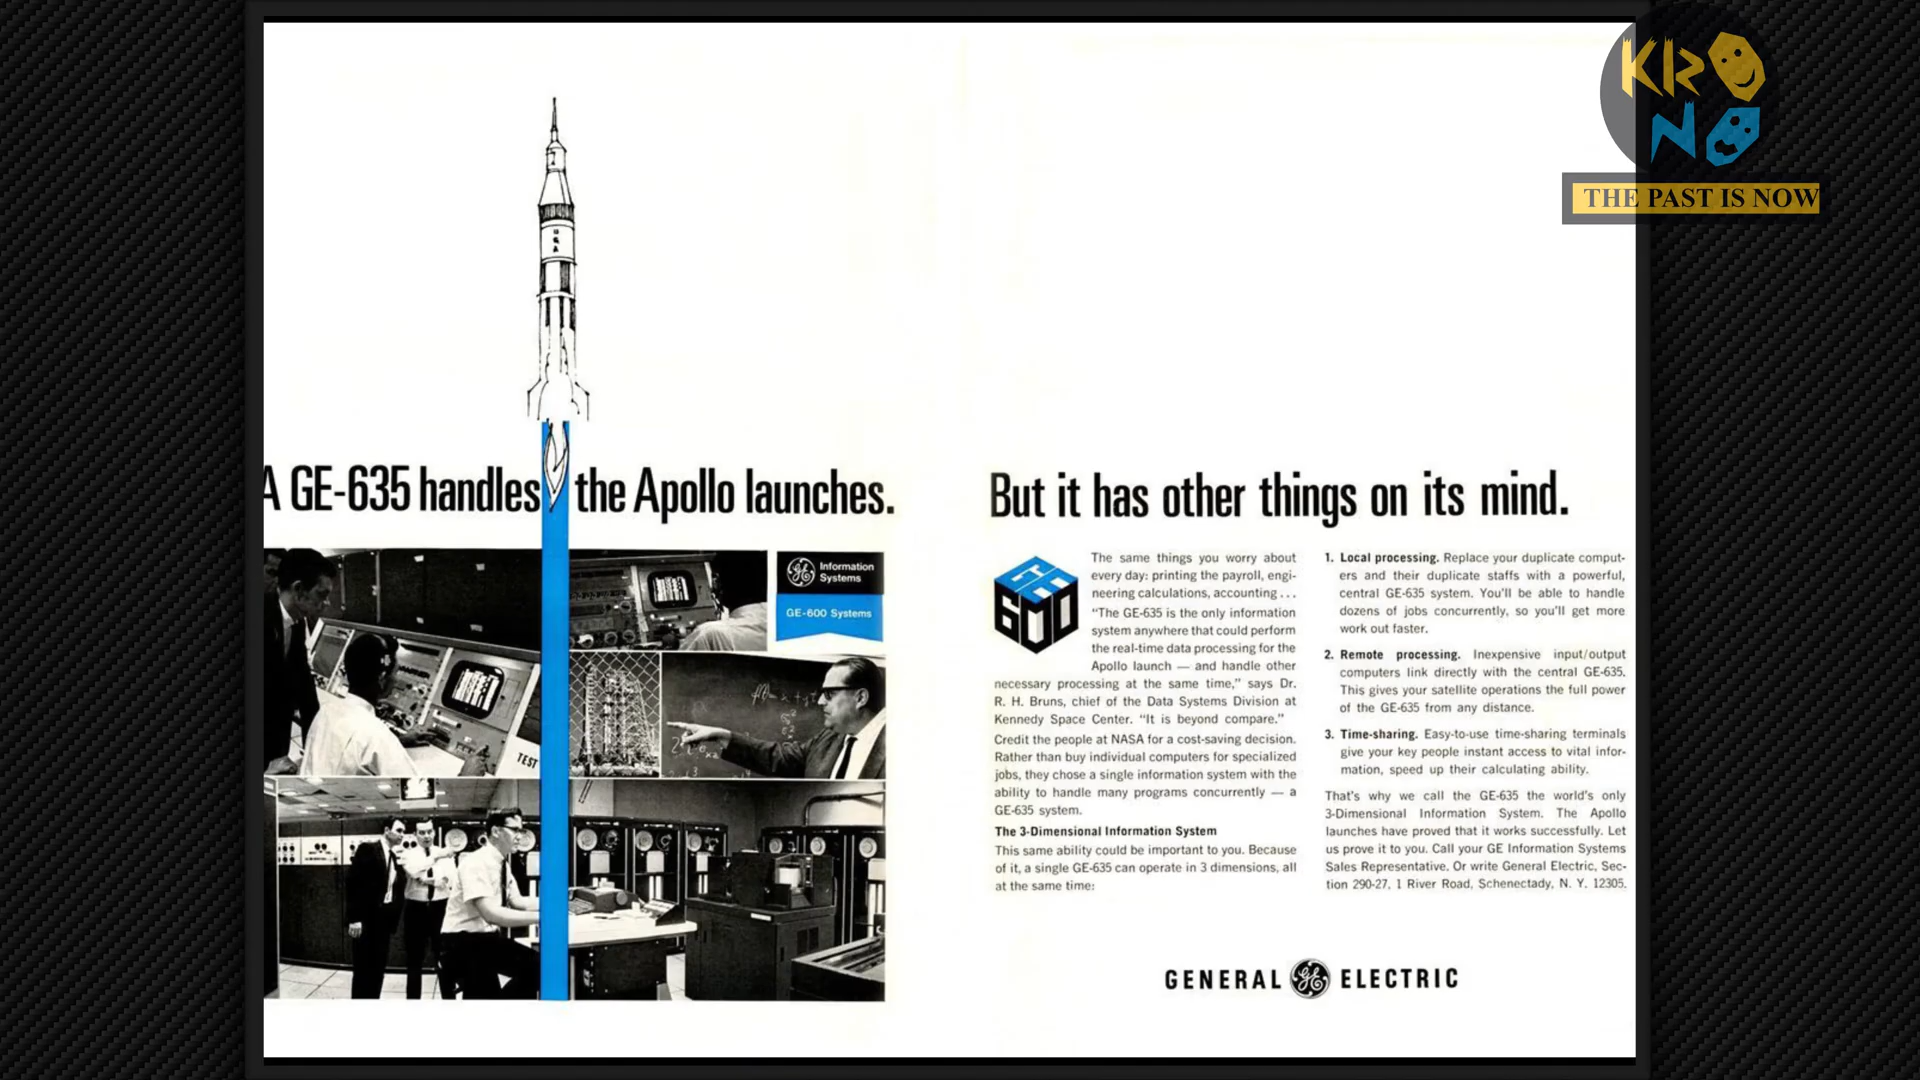 KRONO
THE PAST IS NOW
USA
A GE-635 handles the Apollo launches.
Information
Systems
GE-600 Systems
TEST
But it has other things on its mind.
GE
600
The same things you worry about
every day: printing the payroll, engi-
neering calculations, accounting . . .
"The GE-635 is the only information
system anywhere that could perform
the real-time data processing for the
Apollo launch — and handle other
necessary processing at the same time," says Dr.
R. H. Bruns, chief of the Data Systems Division at
Kennedy Space Center. "It is beyond compare."
Credit the people at NASA for a cost-saving decision.
Rather than buy individual computers for specialized
jobs, they chose a single information system with the
ability to handle many programs concurrently — a
GE-635 system.
The 3-Dimensional Information System
This same ability could be important to you. Because
of it, a single GE-635 can operate in 3 dimensions, all
at the same time:
1. Local processing. Replace your duplicate comput-
ers and their duplicate staffs with a powerful,
central GE-635 system. You'll be able to handle
dozens of jobs concurrently, so you'll get more
work out faster.
2. Remote processing. Inexpensive input/output
computers link directly with the central GE-635.
This gives your satellite operations the full power
of the GE-635 from any distance.
3. Time-sharing. Easy-to-use time-sharing terminals
give your key people instant access to vital infor-
mation, speed up their calculating ability.
That's why we call the GE-635 the world's only
3-Dimensional Information System. The Apollo
launches have proved that it works successfully. Let
us prove it to you. Call your GE Information Systems
Sales Representative. Or write General Electric, Sec-
tion 290-27, 1 River Road, Schenectady, N. Y. 12305.
GENERAL GE ELECTRIC